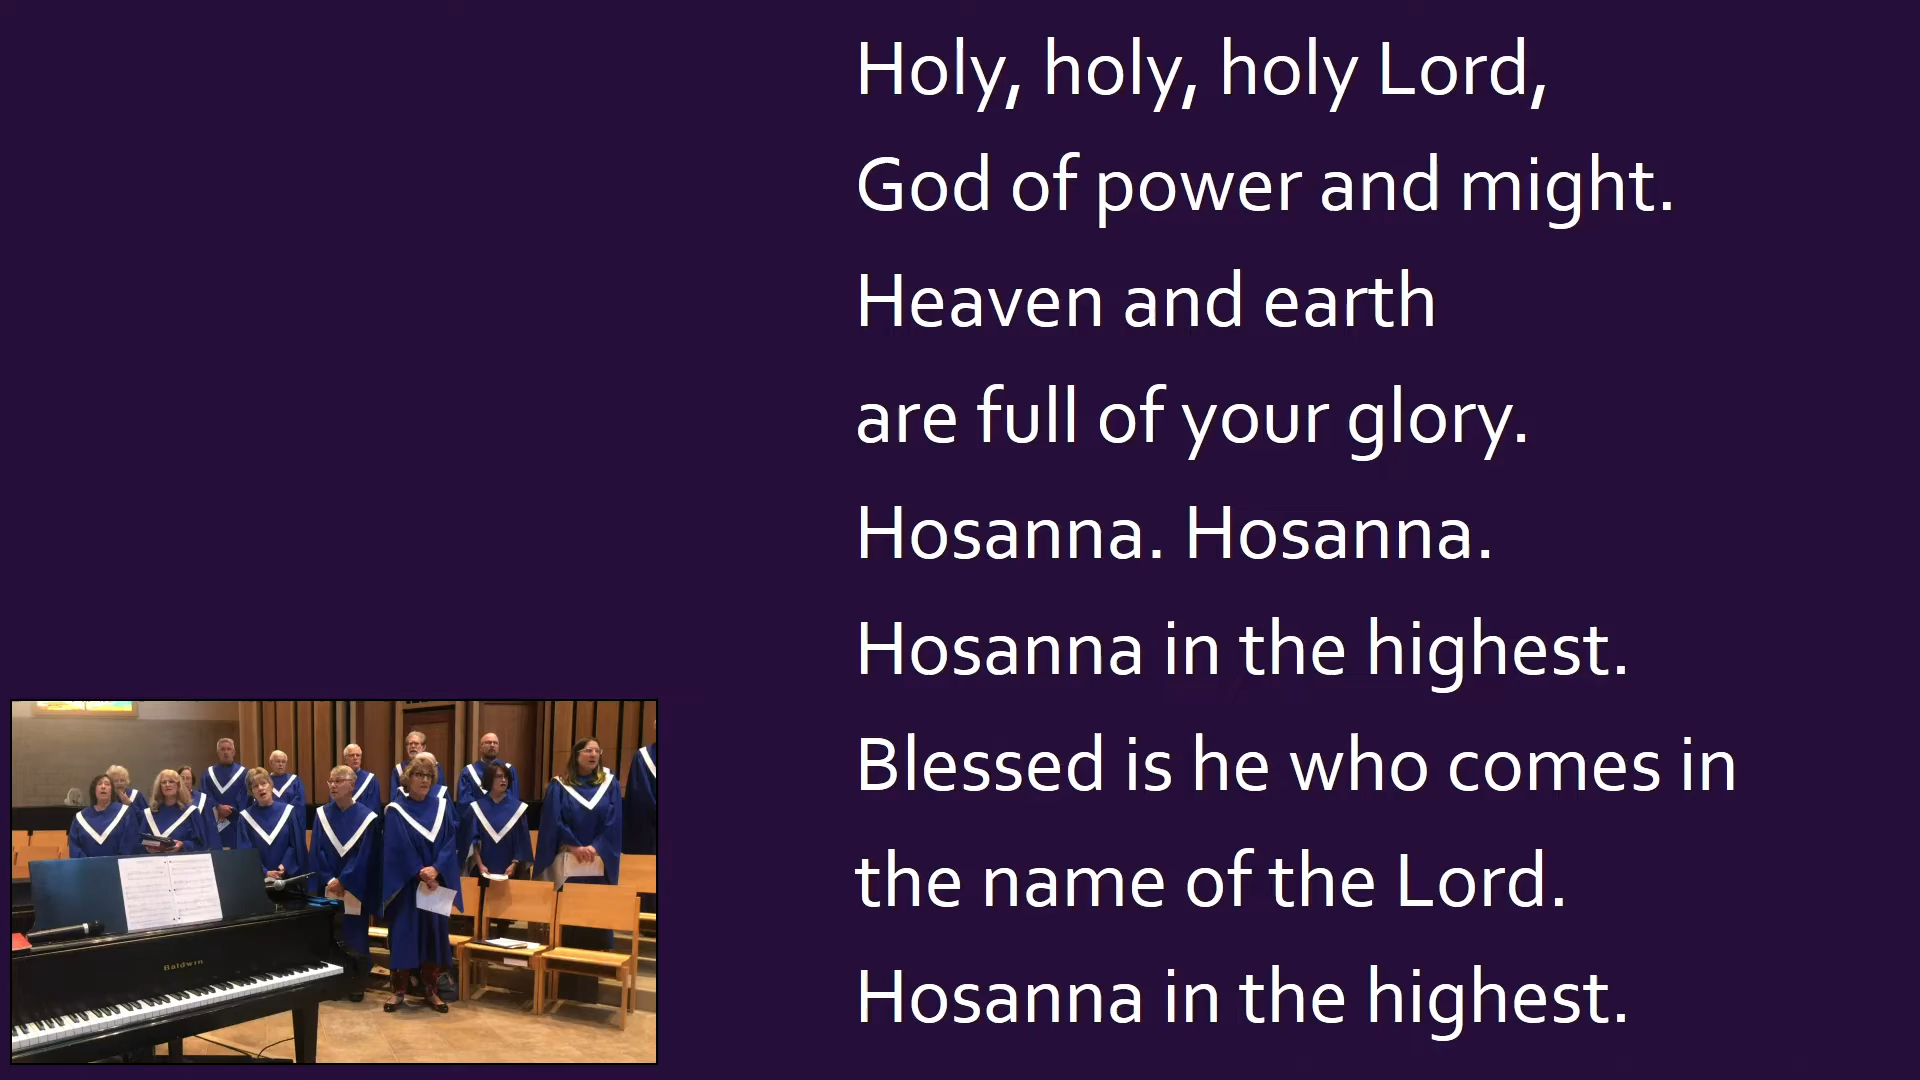 Holy, holy, holy Lord,
God of power and might.
Heaven and earth
are full of your glory.
Hosanna. Hosanna.
Hosanna in the highest.
Blessed is he who comes in
the name of the Lord.
Hosanna in the highest.
Baldwin